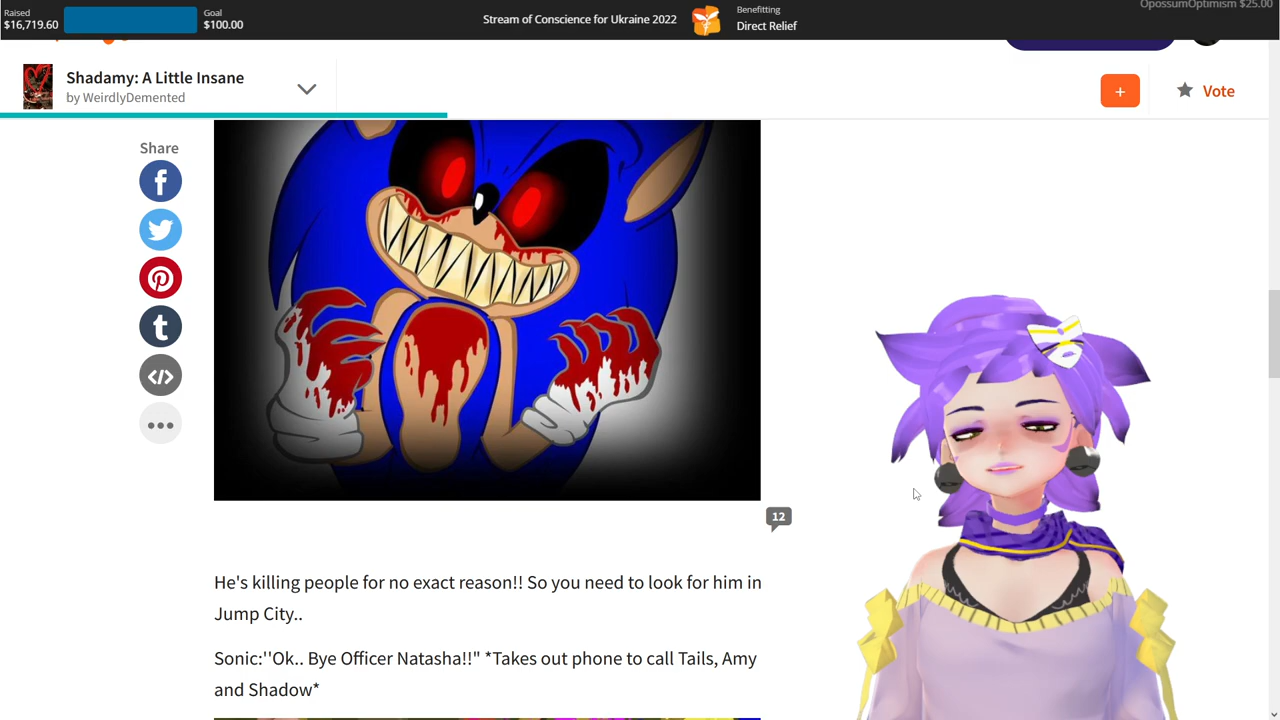 OpossumOptimism $25.00
Raised
$16,719.60
Goal
$100.00
Stream of Conscience for Ukraine 2022
Benefitting
Direct Relief
Shadamy: A Little Insane
by WeirdlyDemented
+
Vote
Share
12
He's killing people for no exact reason!! So you need to look for him in
Jump City..
Sonic:''Ok.. Bye Officer Natasha!!" *Takes out phone to call Tails, Amy
and Shadow*